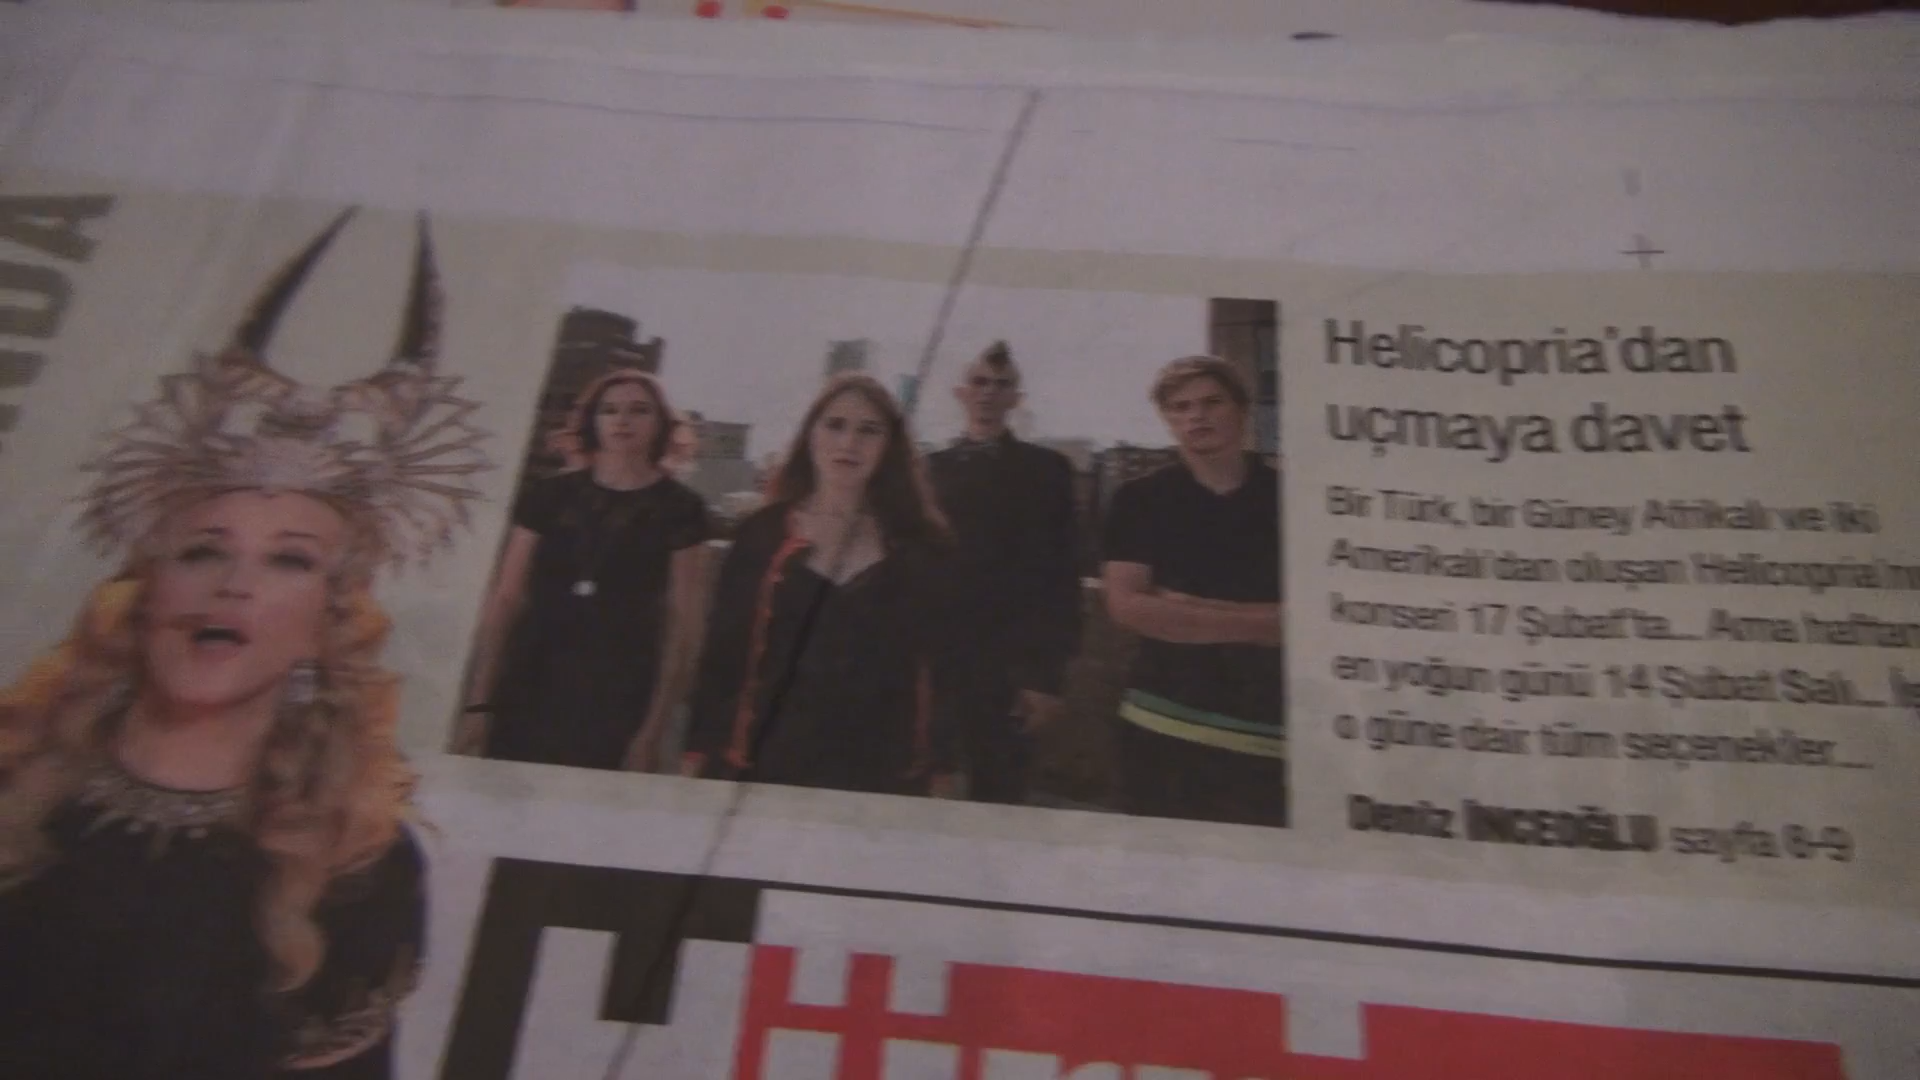 Helicopria'dan
uçmaya davet
Bir Türk, bir Güney Afrikalı ve iki
Amerikalı'dan oluşan Helicopria'nın
konseri 17 Şubat'ta... Ama haftanın
en yoğun günü 14 Şubat Salı...
o güne dair tüm seçenekler...
Deniz İNCEOĞLU sayfa 8-9